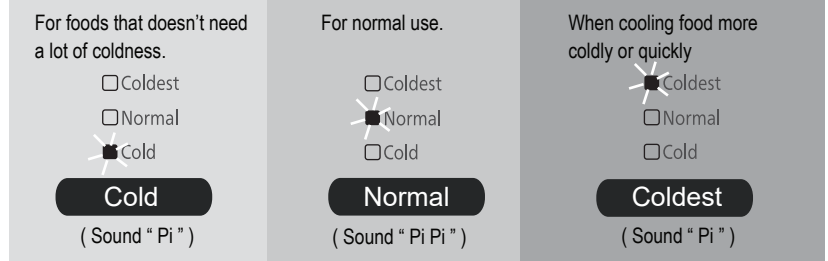 For foods that doesn't need
a lot of coldness.
Coldest
Normal
Cold
Cold
( Sound “ Pi ” )
For normal use.
Coldest
Normal
Cold
Normal
( Sound “ Pi Pi ” )
When cooling food more
coldly or quickly
Coldest
Normal
Cold
Coldest
( Sound “ Pi ” )